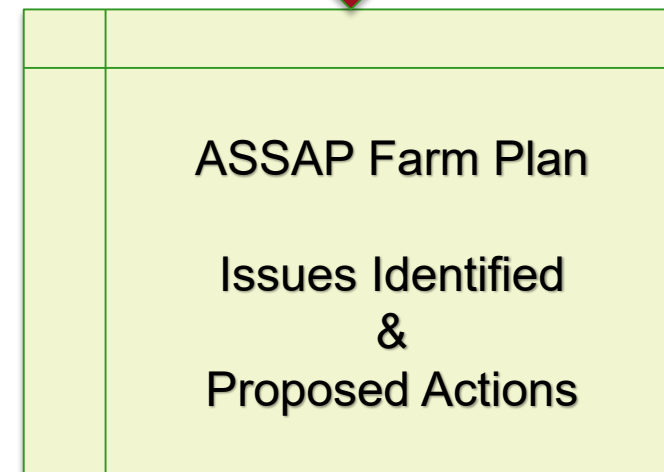 ASSAP Farm Plan
Issues Identified
&
Proposed Actions